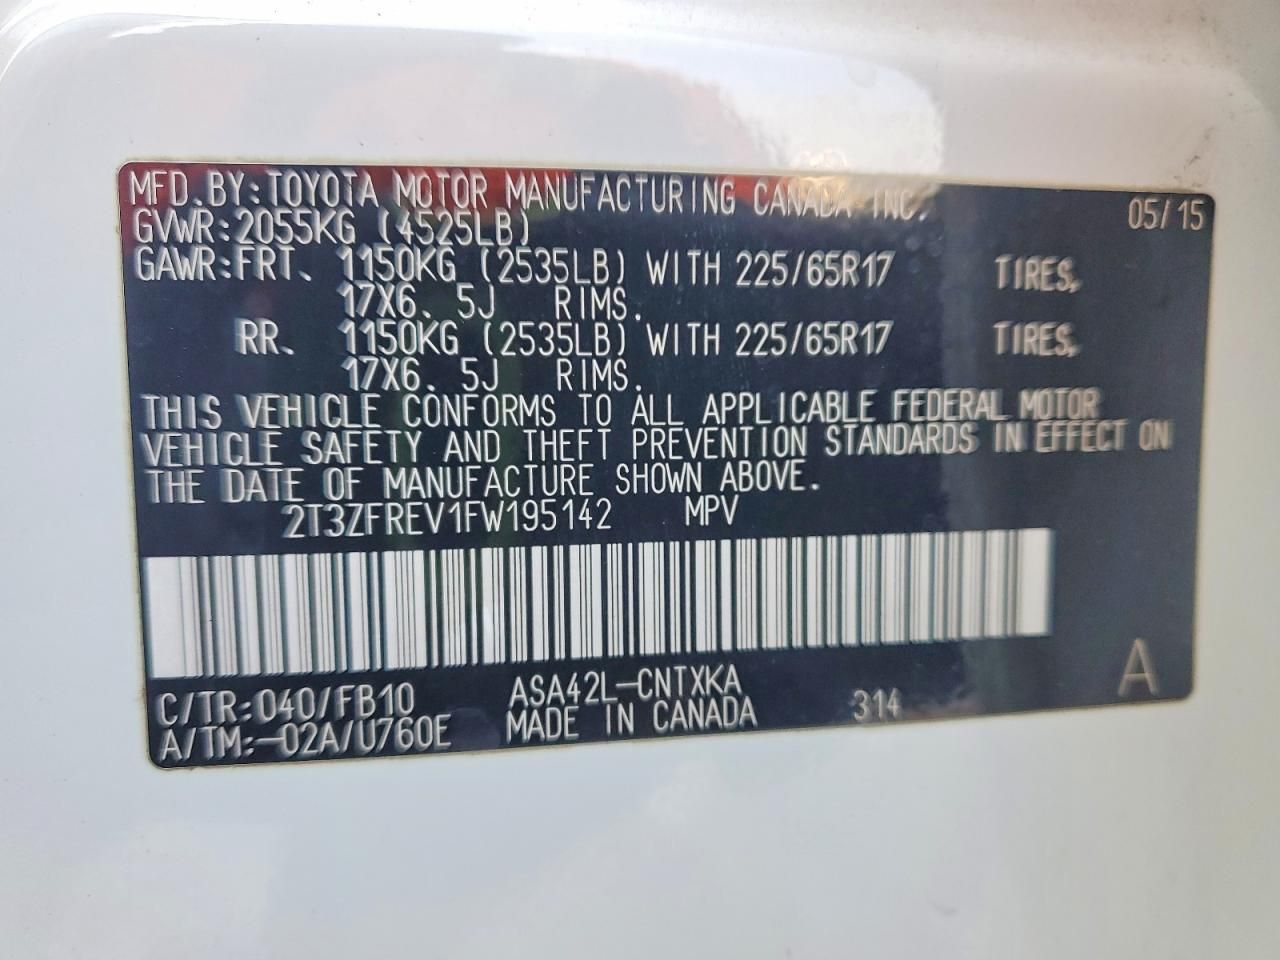 MFD.BY:TOYOTA MOTOR MANUFACTURING CANADA INC. 05/15
GVWR:2055KG (4525LB)
GAWR:FRT. 1150KG (2535LB) WITH 225/65R17 TIRES,
17X6.5J RIMS.
RR. 1150KG (2535LB) WITH 225/65R17 TIRES,
17X6.5J RIMS.
THIS VEHICLE CONFORMS TO ALL APPLICABLE FEDERAL MOTOR
VEHICLE SAFETY AND THEFT PREVENTION STANDARDS IN EFFECT ON
THE DATE OF MANUFACTURE SHOWN ABOVE.
2T3ZFREV1FW195142 MPV
C/TR:040/FB10 ASA42L-CNTXKA 314 A
A/TM:-02A/U760E MADE IN CANADA